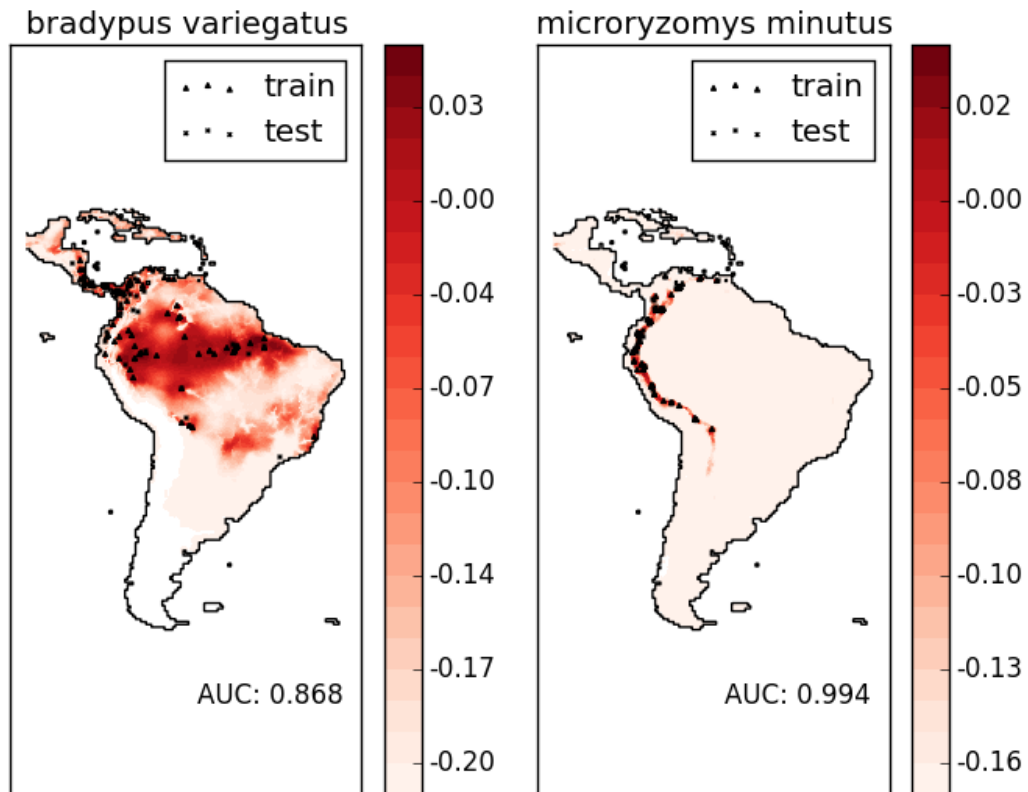 bradypus variegatus
train
test
0.03
-0.00
-0.04
-0.07
-0.10
-0.14
-0.17
-0.20
AUC: 0.868
microryzomys minutus
train
test
0.02
-0.00
-0.03
-0.05
-0.08
-0.10
-0.13
-0.16
AUC: 0.994